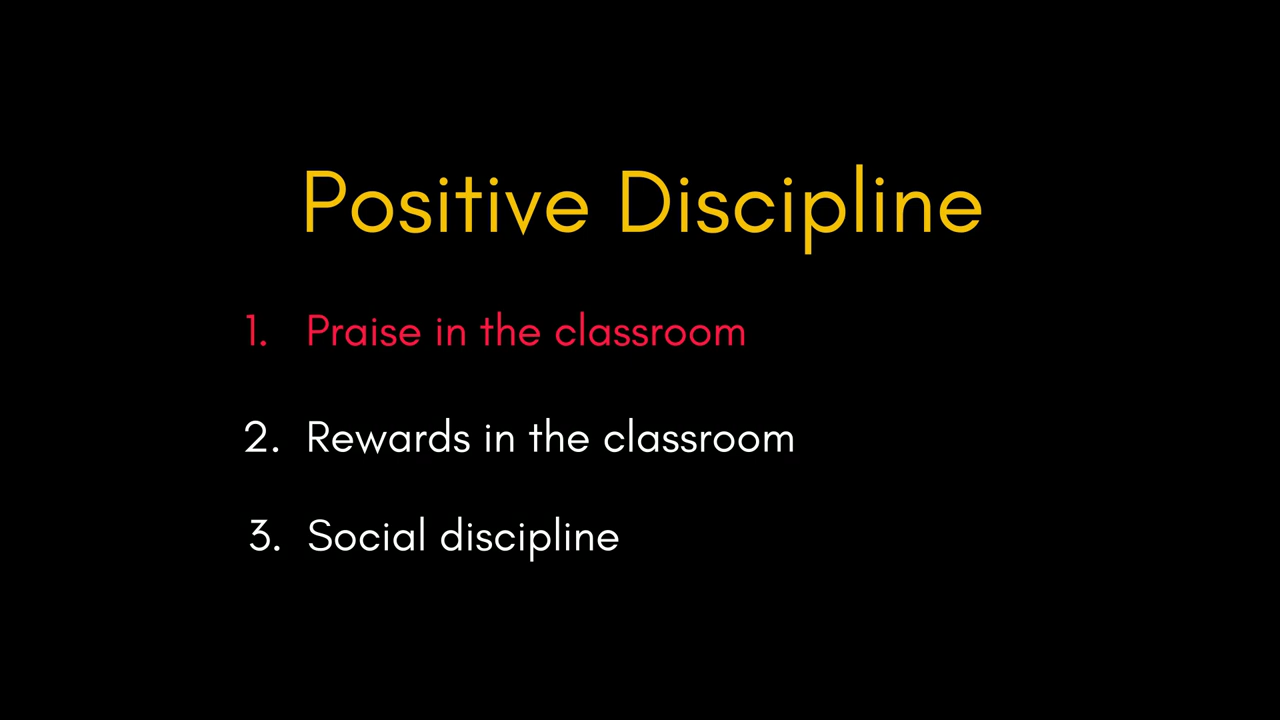 Positive Discipline
1. Praise in the classroom
2. Rewards in the classroom
3. Social discipline